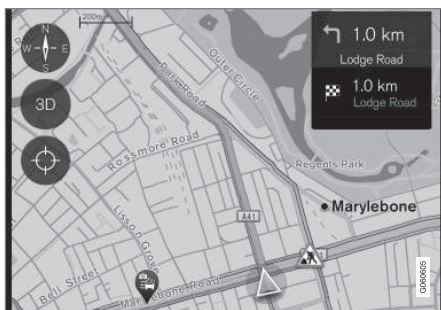 200m
N
W E
S
1.0 km
Lodge Road
1.0 km
Lodge Road
3D
Outer Circle
Park Road
Rossmore Road
Regents Park
Lisson Grove
A41
Marylebone
Bell Street
Marylebone Road
G060605